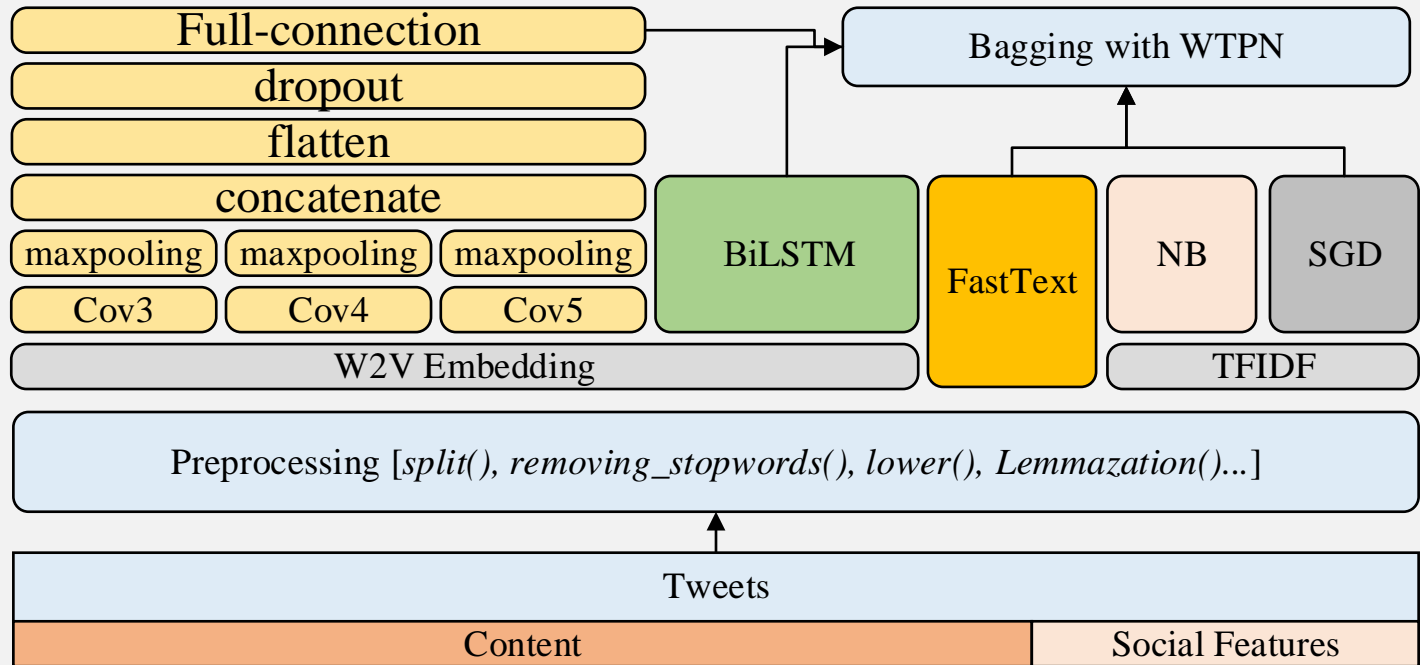 Full-connection
Bagging with WTPN
dropout
flatten
concatenate
maxpooling maxpooling maxpooling
Cov3 Cov4 Cov5
BiLSTM
FastText
NB
SGD
W2V Embedding
TFIDF
Preprocessing [split(), removing_stopwords(), lower(), Lemmazation()...]
Tweets
Content
Social Features